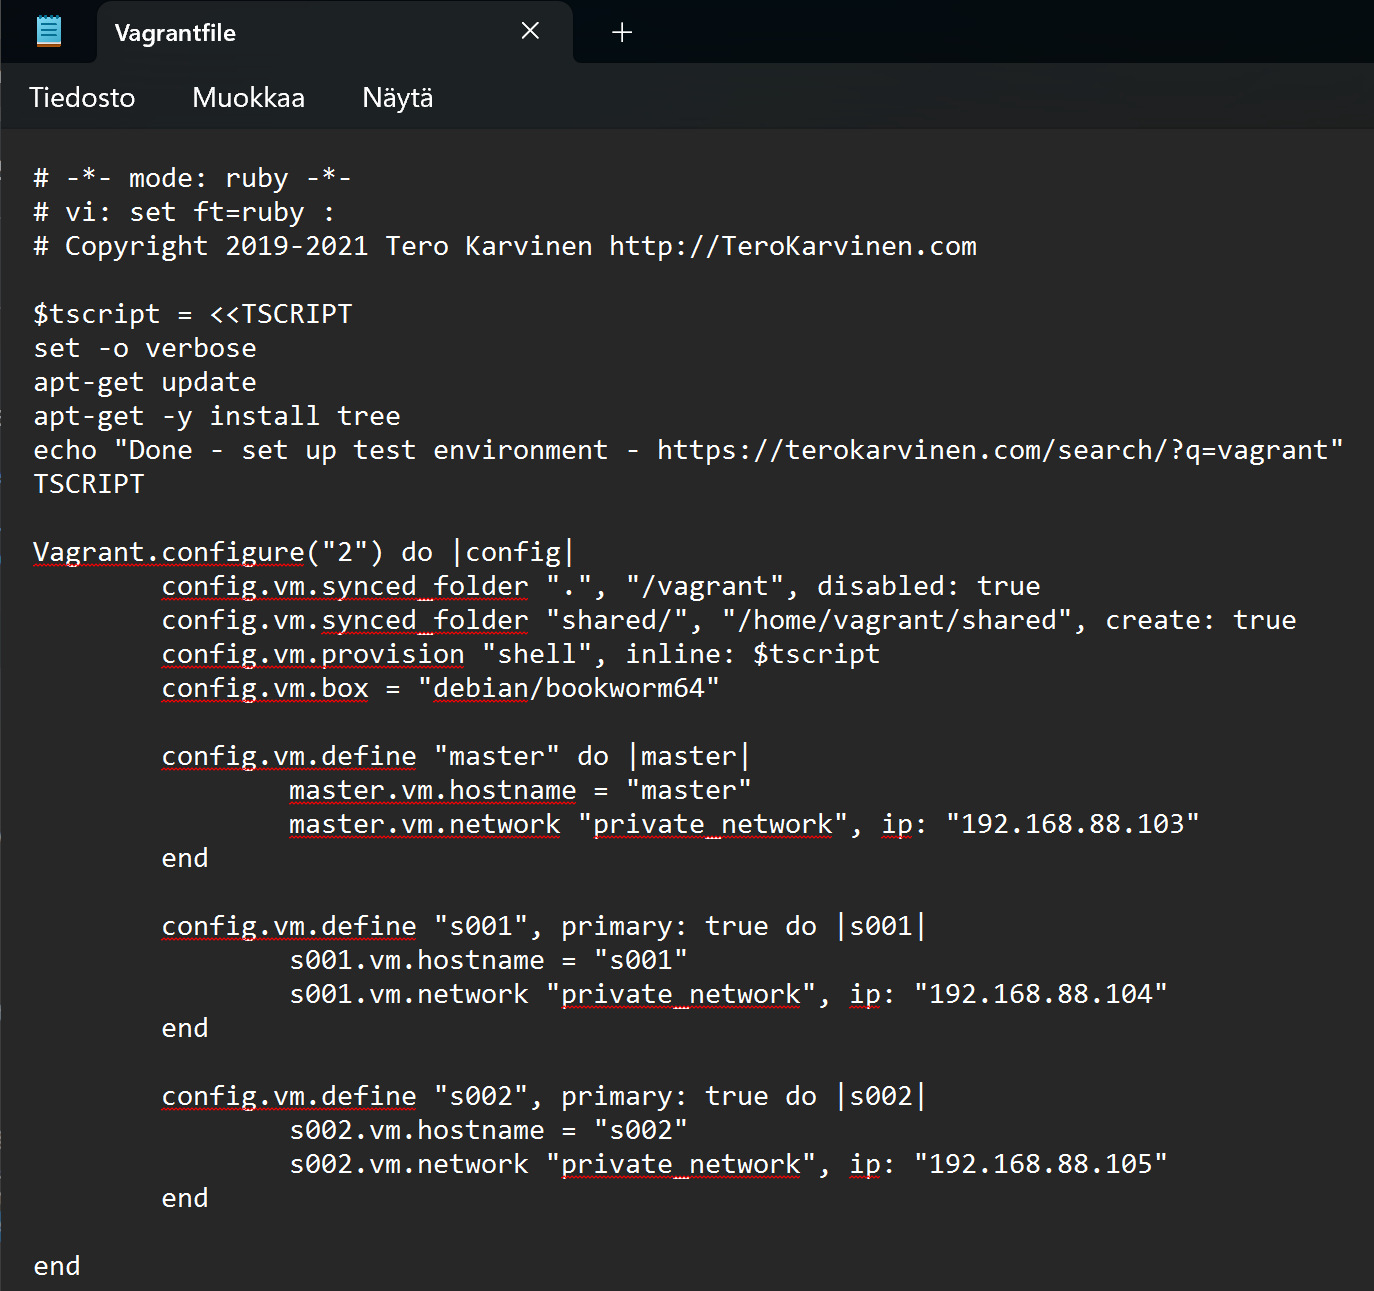 Vagrantfile
Tiedosto Muokkaa Näytä
# -*- mode: ruby -*-
# vi: set ft=ruby :
# Copyright 2019-2021 Tero Karvinen http://TeroKarvinen.com
$tscript = <<TSCRIPT
set -o verbose
apt-get update
apt-get -y install tree
echo "Done - set up test environment - https://terokarvinen.com/search/?q=vagrant"
TSCRIPT
Vagrant.configure("2") do |config|
config.vm.synced_folder ".", "/vagrant", disabled: true
config.vm.synced_folder "shared/", "/home/vagrant/shared", create: true
config.vm.provision "shell", inline: $tscript
config.vm.box = "debian/bookworm64"
config.vm.define "master" do |master|
master.vm.hostname = "master"
master.vm.network "private_network", ip: "192.168.88.103"
end
config.vm.define "s001", primary: true do |s001|
s001.vm.hostname = "s001"
s001.vm.network "private_network", ip: "192.168.88.104"
end
config.vm.define "s002", primary: true do |s002|
s002.vm.hostname = "s002"
s002.vm.network "private_network", ip: "192.168.88.105"
end
end